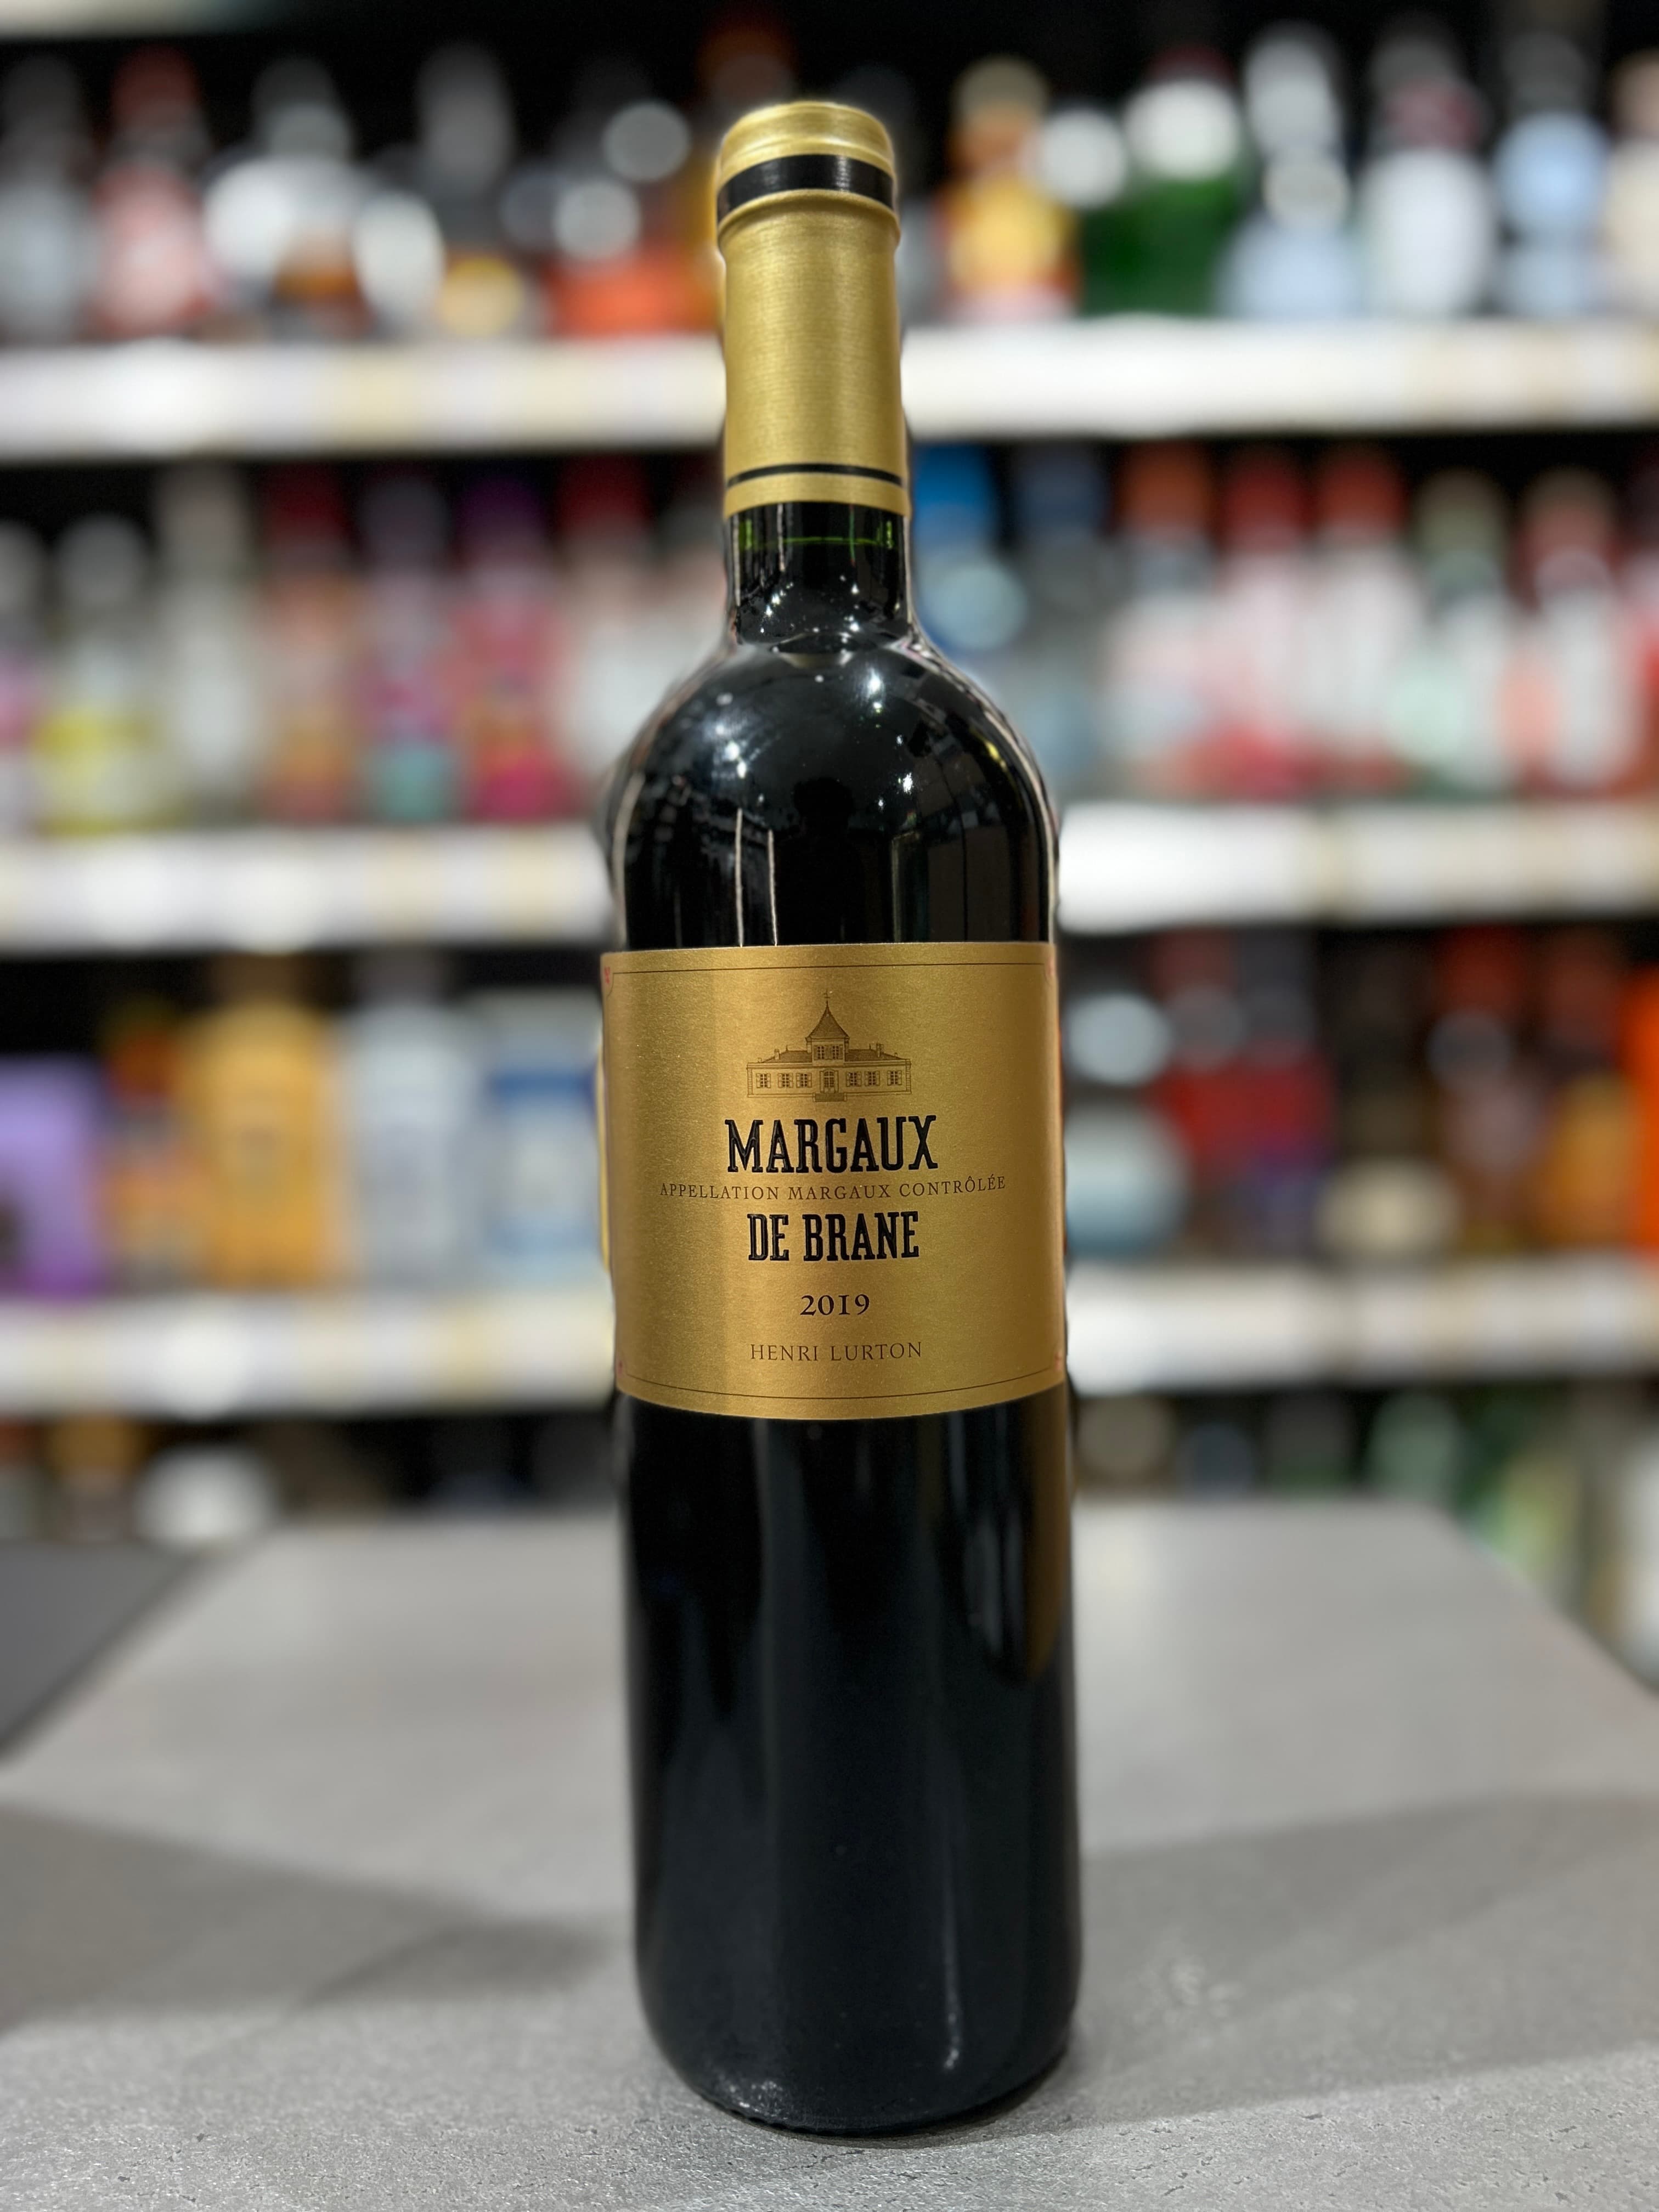 MARGAUX
APPELLATION MARGAUX CONTRÔLÉE
DE BRANE
2019
HENRI LURTON